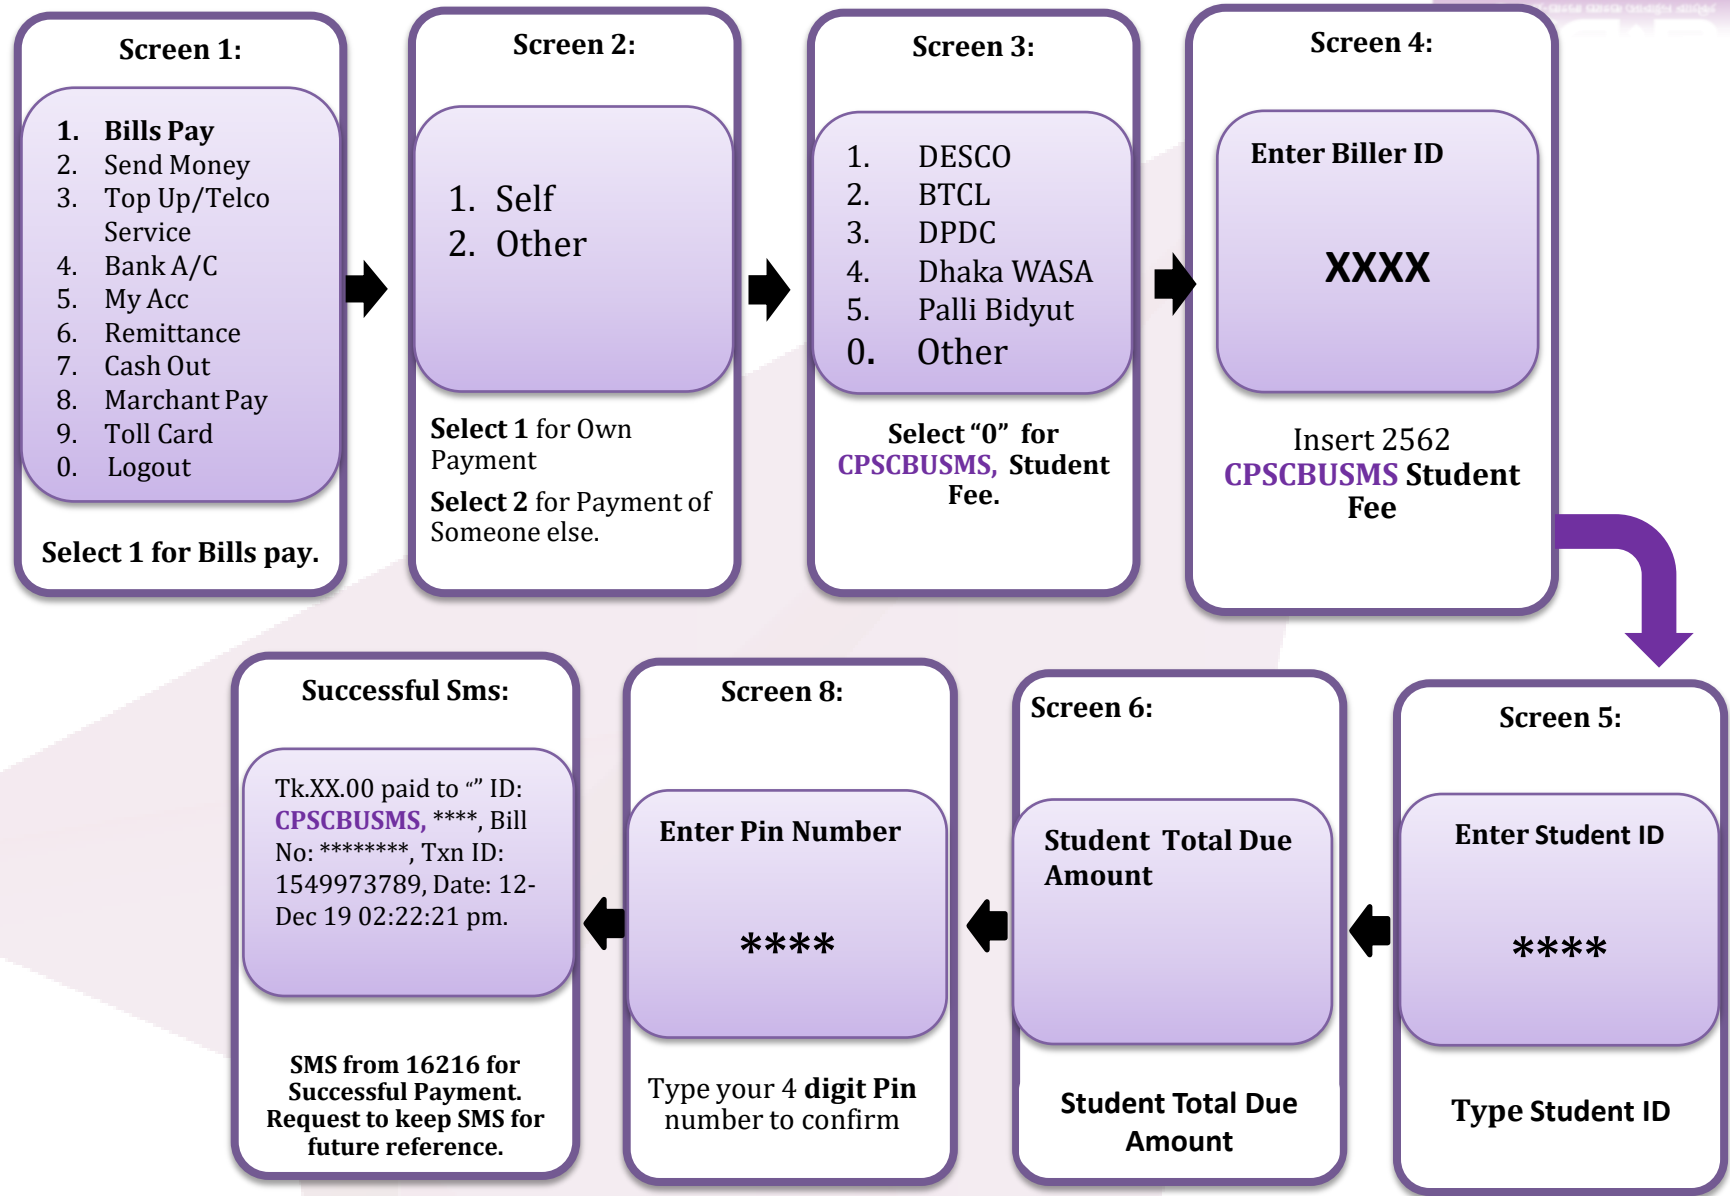 Screen 1:
1. Bills Pay
2. Send Money
3. Top Up/Telco
Service
4. Bank A/C
5. My Acc
6. Remittance
7. Cash Out
8. Marchant Pay
9. Toll Card
0. Logout
Select 1 for Bills pay.
Screen 2:
1. Self
2. Other
Select 1 for Own
Payment
Select 2 for Payment of
Someone else.
Screen 3:
1. DESCO
2. BTCL
3. DPDC
4. Dhaka WASA
5. Palli Bidyut
0. Other
Select “0” for
CPSCBUSMS, Student
Fee.
Screen 4:
Enter Biller ID
XXXX
Insert 2562
CPSCBUSMS Student
Fee
Screen 5:
Enter Student ID
****
Type Student ID
Screen 6:
Student Total Due
Amount
Student Total Due
Amount
Screen 8:
Enter Pin Number
****
Type your 4 digit Pin
number to confirm
Successful Sms:
Tk.XX.00 paid to “” ID:
CPSCBUSMS, ****, Bill
No: ********, Txn ID:
1549973789, Date: 12-
Dec 19 02:22:21 pm.
SMS from 16216 for
Successful Payment.
Request to keep SMS for
future reference.